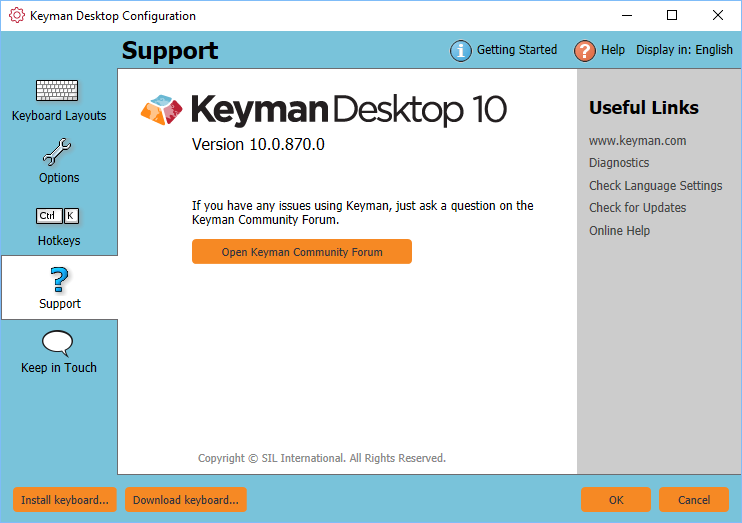 Keyman Desktop Configuration
Support
Getting Started
Help
Display in: English
Keyboard Layouts
Options
Ctrl K
Hotkeys
?
Support
Keep in Touch
Keyman Desktop 10
Version 10.0.870.0
If you have any issues using Keyman, just ask a question on the
Keyman Community Forum.
Open Keyman Community Forum
Copyright © SIL International. All Rights Reserved.
Useful Links
www.keyman.com
Diagnostics
Check Language Settings
Check for Updates
Online Help
Install keyboard...
Download keyboard...
OK
Cancel